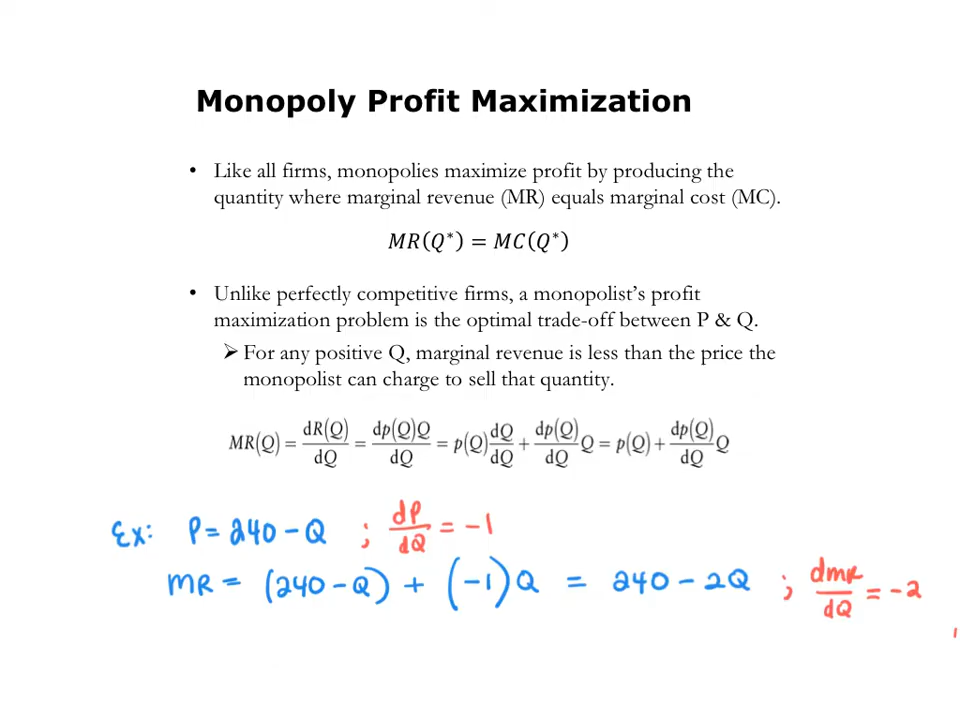 Monopoly Profit Maximization
• Like all firms, monopolies maximize profit by producing the
quantity where marginal revenue (MR) equals marginal cost (MC).
MR(Q*) = MC(Q*)
• Unlike perfectly competitive firms, a monopolist's profit
maximization problem is the optimal trade-off between P & Q.
➢ For any positive Q, marginal revenue is less than the price the
monopolist can charge to sell that quantity.
MR(Q) = dR(Q)/dQ = dp(Q)Q/dQ = p(Q) dQ/dQ + dp(Q)/dQ Q = p(Q) + dp(Q)/dQ Q
Ex: P = 240 - Q ; dP/dQ = -1
MR = (240 - Q) + (-1)Q = 240 - 2Q ; dMR/dQ = -2